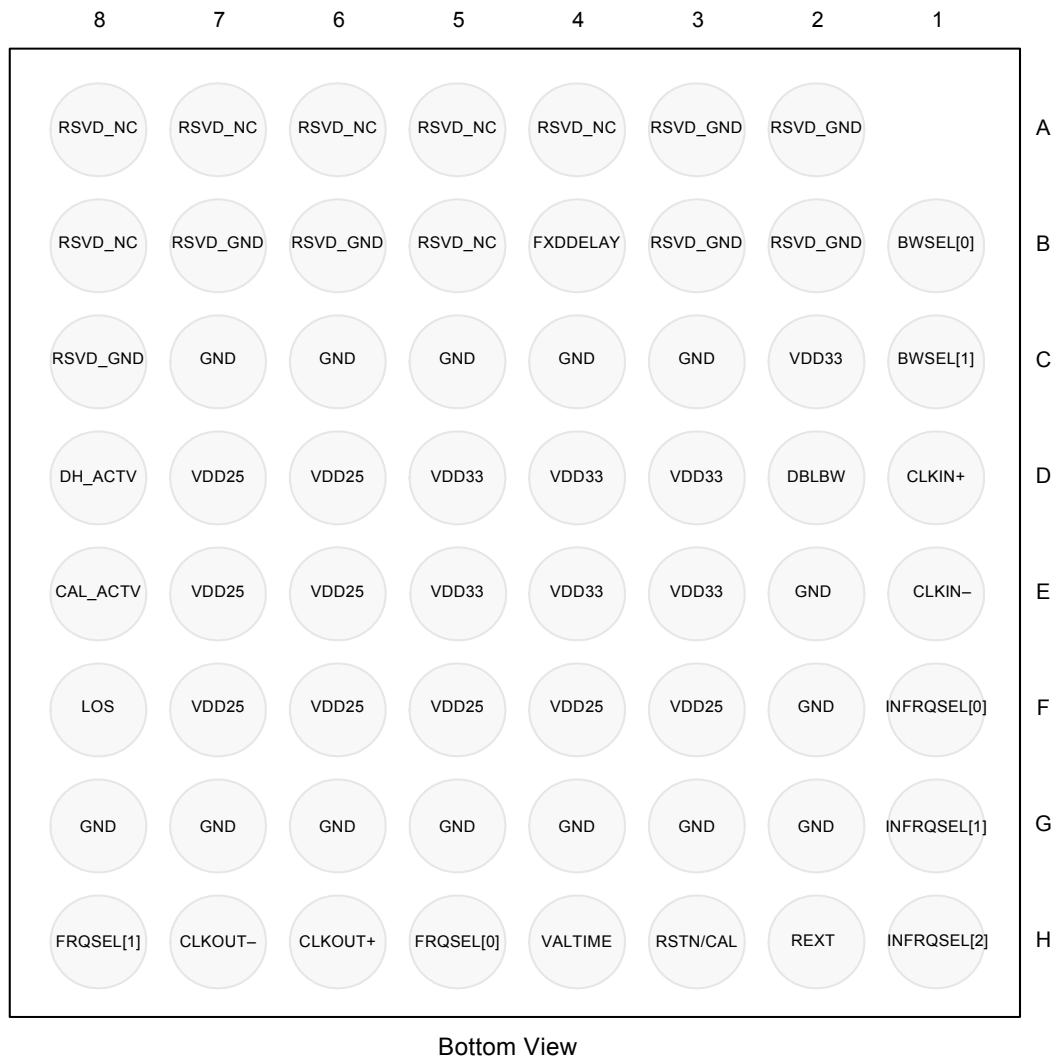 8 7 6 5 4 3 2 1
RSVD_NC RSVD_NC RSVD_NC RSVD_NC RSVD_NC RSVD_GND RSVD_GND A
RSVD_NC RSVD_GND RSVD_GND RSVD_NC FXDDELAY RSVD_GND RSVD_GND BWSEL[0] B
RSVD_GND GND GND GND GND GND VDD33 BWSEL[1] C
DH_ACTV VDD25 VDD25 VDD33 VDD33 VDD33 DBLBW CLKIN+ D
CAL_ACTV VDD25 VDD25 VDD33 VDD33 VDD33 GND CLKIN– E
LOS VDD25 VDD25 VDD25 VDD25 VDD25 GND INFRQSEL[0] F
GND GND GND GND GND GND GND INFRQSEL[1] G
FRQSEL[1] CLKOUT– CLKOUT+ FRQSEL[0] VALTIME RSTN/CAL REXT INFRQSEL[2] H
Bottom View